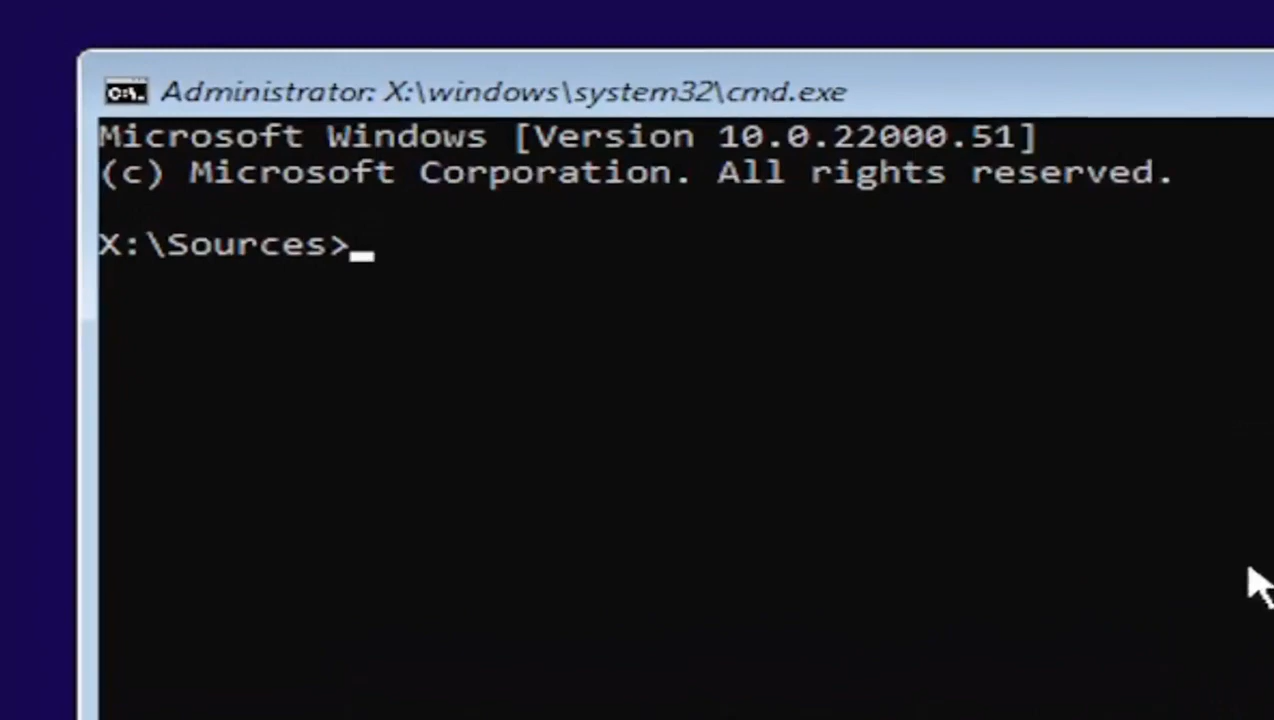 Administrator: X:\windows\system32\cmd.exe
Microsoft Windows [Version 10.0.22000.51]
(c) Microsoft Corporation. All rights reserved.
X:\Sources>